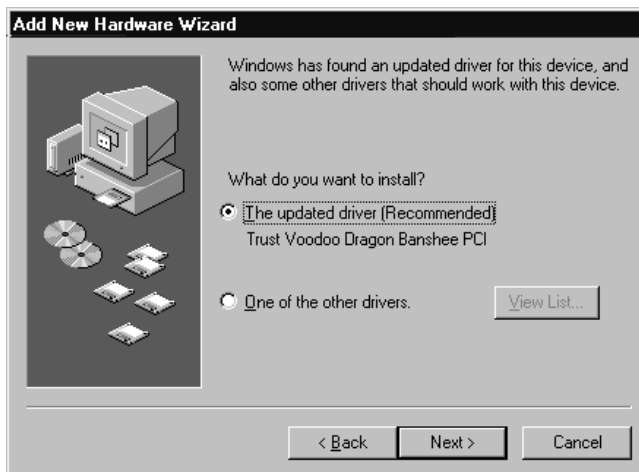 Add New Hardware Wizard
Windows has found an updated driver for this device, and
also some other drivers that should work with this device.
What do you want to install?
The updated driver (Recommended)
Trust Voodoo Dragon Banshee PCI
One of the other drivers.
View List...
< Back
Next >
Cancel